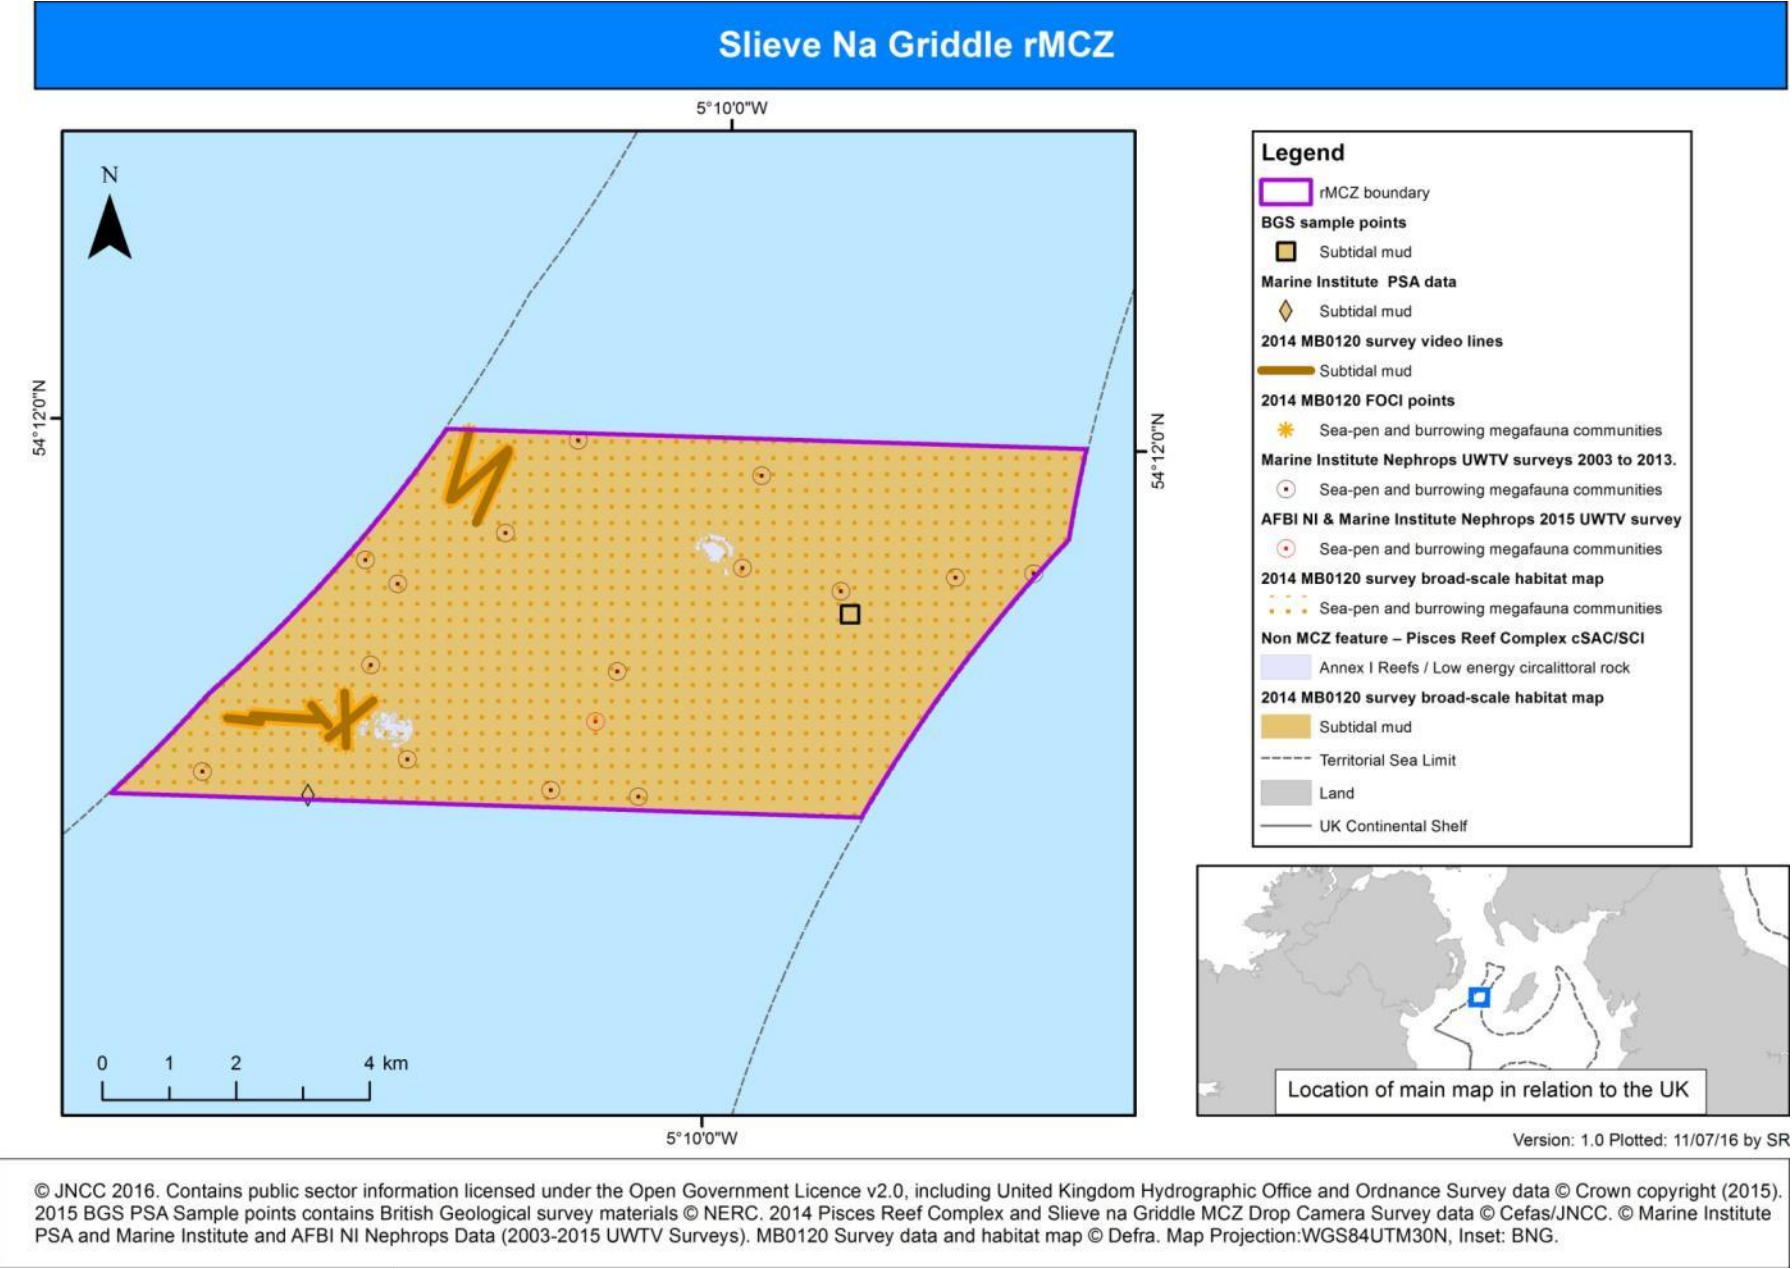 Slieve Na Griddle rMCZ
5°10'0"W
N
54°12'0"N
54°12'0"N
0 1 2 4 km
5°10'0"W
Legend
rMCZ boundary
BGS sample points
Subtidal mud
Marine Institute PSA data
Subtidal mud
2014 MB0120 survey video lines
Subtidal mud
2014 MB0120 FOCI points
Sea-pen and burrowing megafauna communities
Marine Institute Nephrops UWTV surveys 2003 to 2013.
Sea-pen and burrowing megafauna communities
AFBI NI & Marine Institute Nephrops 2015 UWTV survey
Sea-pen and burrowing megafauna communities
2014 MB0120 survey broad-scale habitat map
Sea-pen and burrowing megafauna communities
Non MCZ feature – Pisces Reef Complex cSAC/SCI
Annex I Reefs / Low energy circalittoral rock
2014 MB0120 survey broad-scale habitat map
Subtidal mud
Territorial Sea Limit
Land
UK Continental Shelf
Location of main map in relation to the UK
Version: 1.0 Plotted: 11/07/16 by SR
© JNCC 2016. Contains public sector information licensed under the Open Government Licence v2.0, including United Kingdom Hydrographic Office and Ordnance Survey data © Crown copyright (2015).
2015 BGS PSA Sample points contains British Geological survey materials © NERC. 2014 Pisces Reef Complex and Slieve na Griddle MCZ Drop Camera Survey data © Cefas/JNCC. © Marine Institute
PSA and Marine Institute and AFBI NI Nephrops Data (2003-2015 UWTV Surveys). MB0120 Survey data and habitat map © Defra. Map Projection:WGS84UTM30N, Inset: BNG.